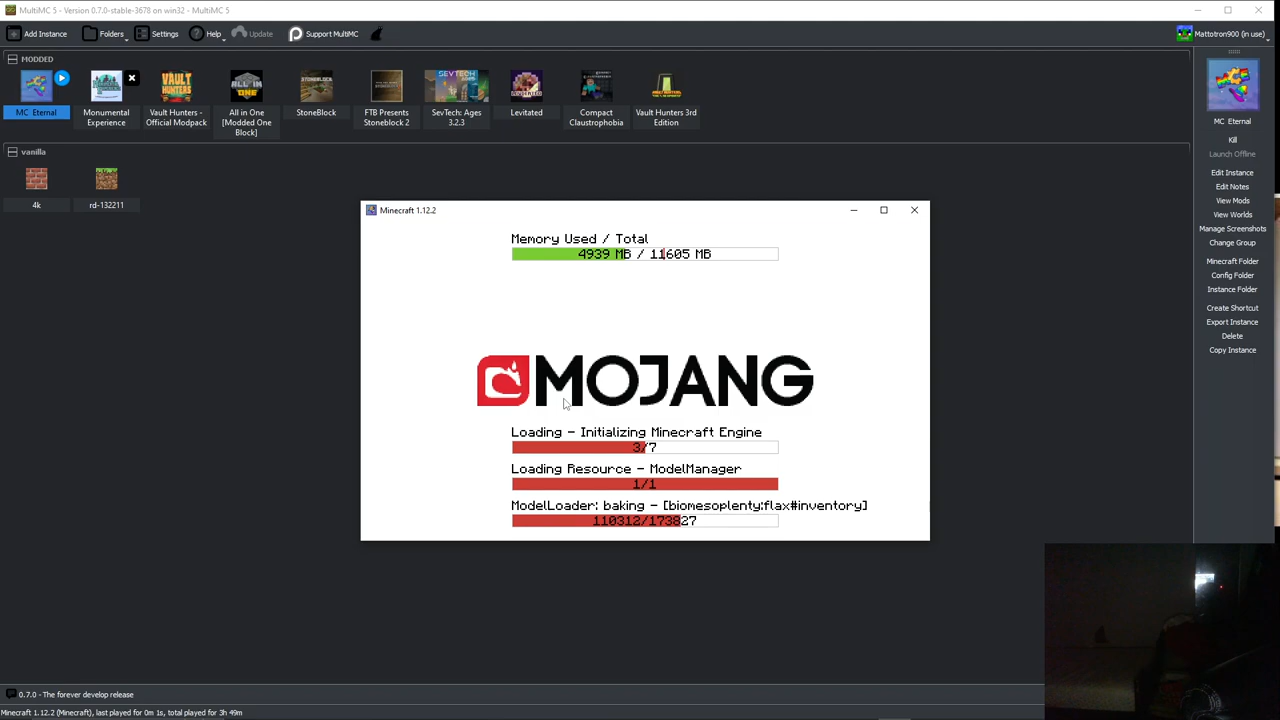 MultiMC 5 - Version 0.7.0-stable-3678 on win32 - MultiMC 5
Add Instance Folders Settings Help Update Support MultiMC Mattotron900 (in use)
MODDED
MC Eternal
Monumental Experience
Vault Hunters - Official Modpack
All in One [Modded One Block]
StoneBlock
FTB Presents Stoneblock 2
SevTech: Ages 3.2.3
Levitated
Compact Claustrophobia
Vault Hunters 3rd Edition
vanilla
4k
rd-132211
Minecraft 1.12.2
Memory Used / Total
4939 MB / 11605 MB
MOJANG
Loading - Initializing Minecraft Engine
3/7
Loading Resource - ModelManager
1/1
ModelLoader: baking - [biomesoplenty:flax#inventory]
110312/173827
MC Eternal
Kill
Launch Offline
Edit Instance
Edit Notes
View Mods
View Worlds
Manage Screenshots
Change Group
Minecraft Folder
Config Folder
Instance Folder
Create Shortcut
Export Instance
Delete
Copy Instance
0.7.0 - The forever develop release
Minecraft 1.12.2 (Minecraft), last played for 0m 1s, total played for 3h 49m